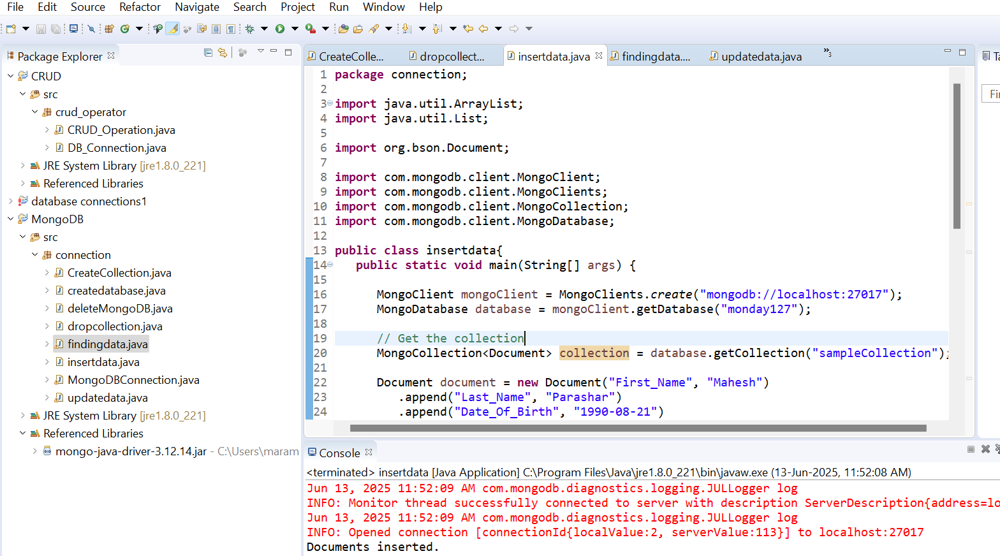 File Edit Source Refactor Navigate Search Project Run Window Help
Package Explorer
CRUD
src
crud_operator
CRUD_Operation.java
DB_Connection.java
JRE System Library [jre1.8.0_221]
Referenced Libraries
database connections1
MongoDB
src
connection
CreateCollection.java
createdatabase.java
deleteMongoDB.java
dropcollection.java
findingdata.java
insertdata.java
MongoDBConnection.java
updatedata.java
JRE System Library [jre1.8.0_221]
Referenced Libraries
mongo-java-driver-3.12.14.jar - C:\Users\maram
CreateColle... dropcollect... insertdata.java findingdata.... updatedata.java »3
1 package connection;
2
3 import java.util.ArrayList;
4 import java.util.List;
5
6 import org.bson.Document;
7
8 import com.mongodb.client.MongoClient;
9 import com.mongodb.client.MongoClients;
10 import com.mongodb.client.MongoCollection;
11 import com.mongodb.client.MongoDatabase;
12
13 public class insertdata{
14 public static void main(String[] args) {
15
16 MongoClient mongoClient = MongoClients.create("mongodb://localhost:27017");
17 MongoDatabase database = mongoClient.getDatabase("monday127");
18
19 // Get the collection
20 MongoCollection<Document> collection = database.getCollection("sampleCollection");
21
22 Document document = new Document("First_Name", "Mahesh")
23 .append("Last_Name", "Parashar")
24 .append("Date_Of_Birth", "1990-08-21")
Console
<terminated> insertdata [Java Application] C:\Program Files\Java\jre1.8.0_221\bin\javaw.exe (13-Jun-2025, 11:52:08 AM)
Jun 13, 2025 11:52:09 AM com.mongodb.diagnostics.logging.JULLogger log
INFO: Monitor thread successfully connected to server with description ServerDescription{address=lo
Jun 13, 2025 11:52:09 AM com.mongodb.diagnostics.logging.JULLogger log
INFO: Opened connection [connectionId{localValue:2, serverValue:113}] to localhost:27017
Documents inserted.